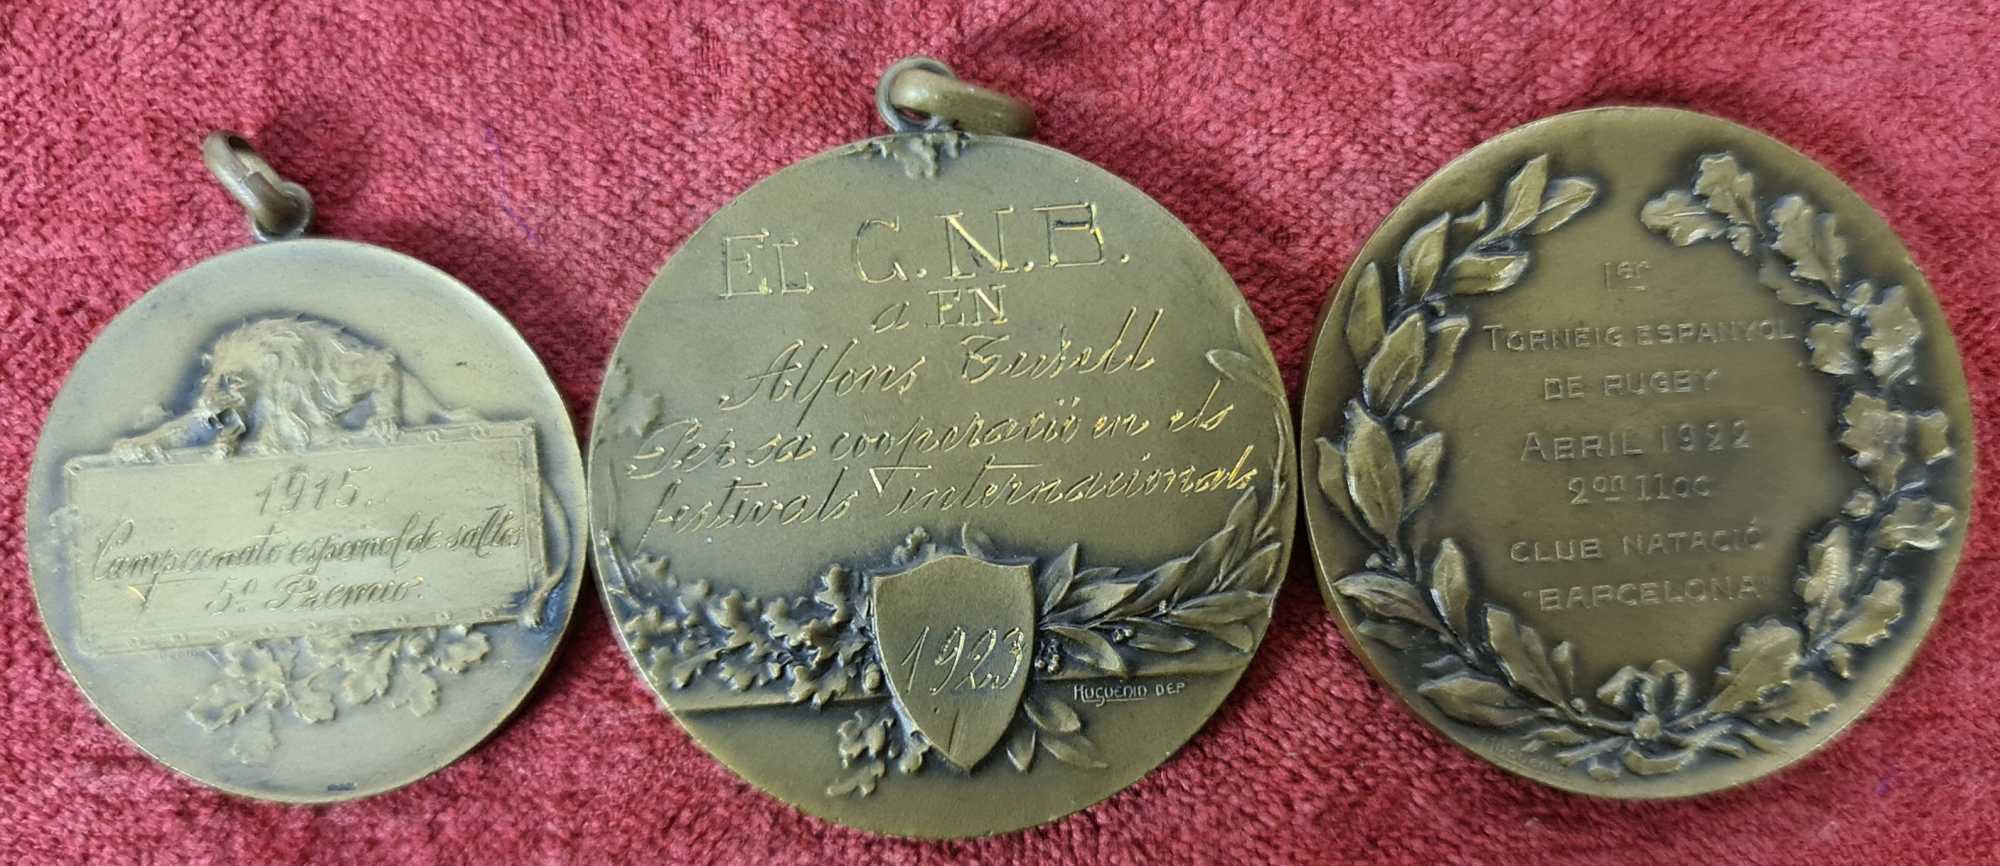 1915.
Campeonato español de saltos
5º Premio.
EL C.N.B.
a EN
Alfons Tusell
Per sa cooperació en els
festivals internacionals
1923
HUGUENIN DEP
1er
TORNEIG ESPANYOL
DE RUGBY
ABRIL 1922
2on lloc
CLUB NATACIÓ
"BARCELONA"
HUGUENIN